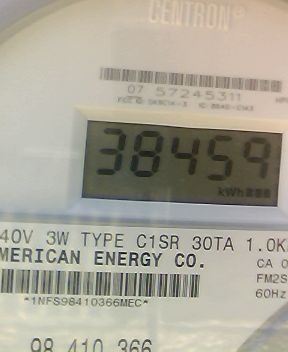 CENTRON®
07 57245311
38459
kWh
40V 3W TYPE C1SR 30TA 1.0K
MERICAN ENERGY CO.
CA 0
FM2S
60Hz
*1NFS98410366MEC*
98 410 366